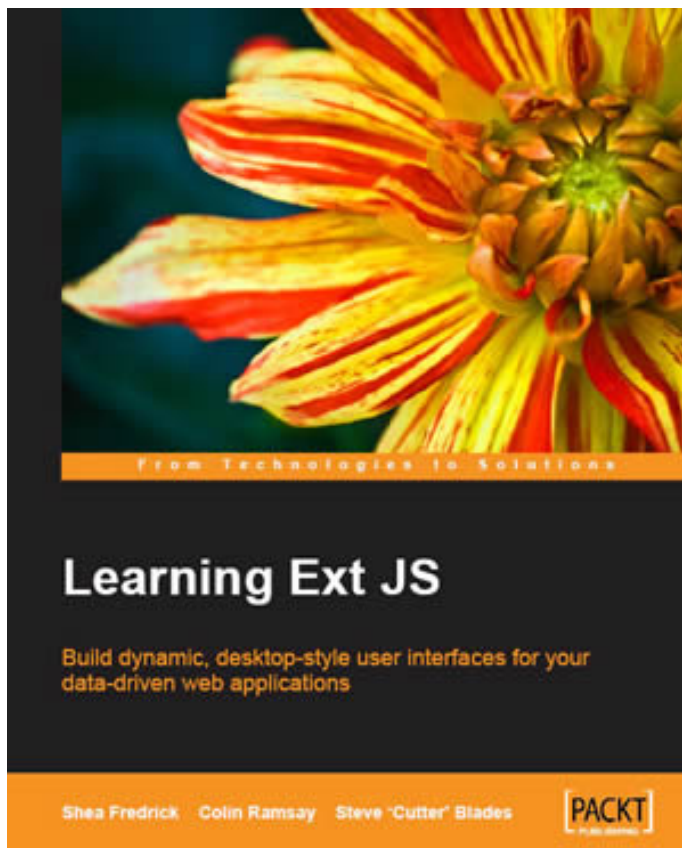 From Technologies to Solutions
Learning Ext JS
Build dynamic, desktop-style user interfaces for your
data-driven web applications
Shea Fredrick Colin Ramsay Steve 'Cutter' Blades
PACKT
PUBLISHING